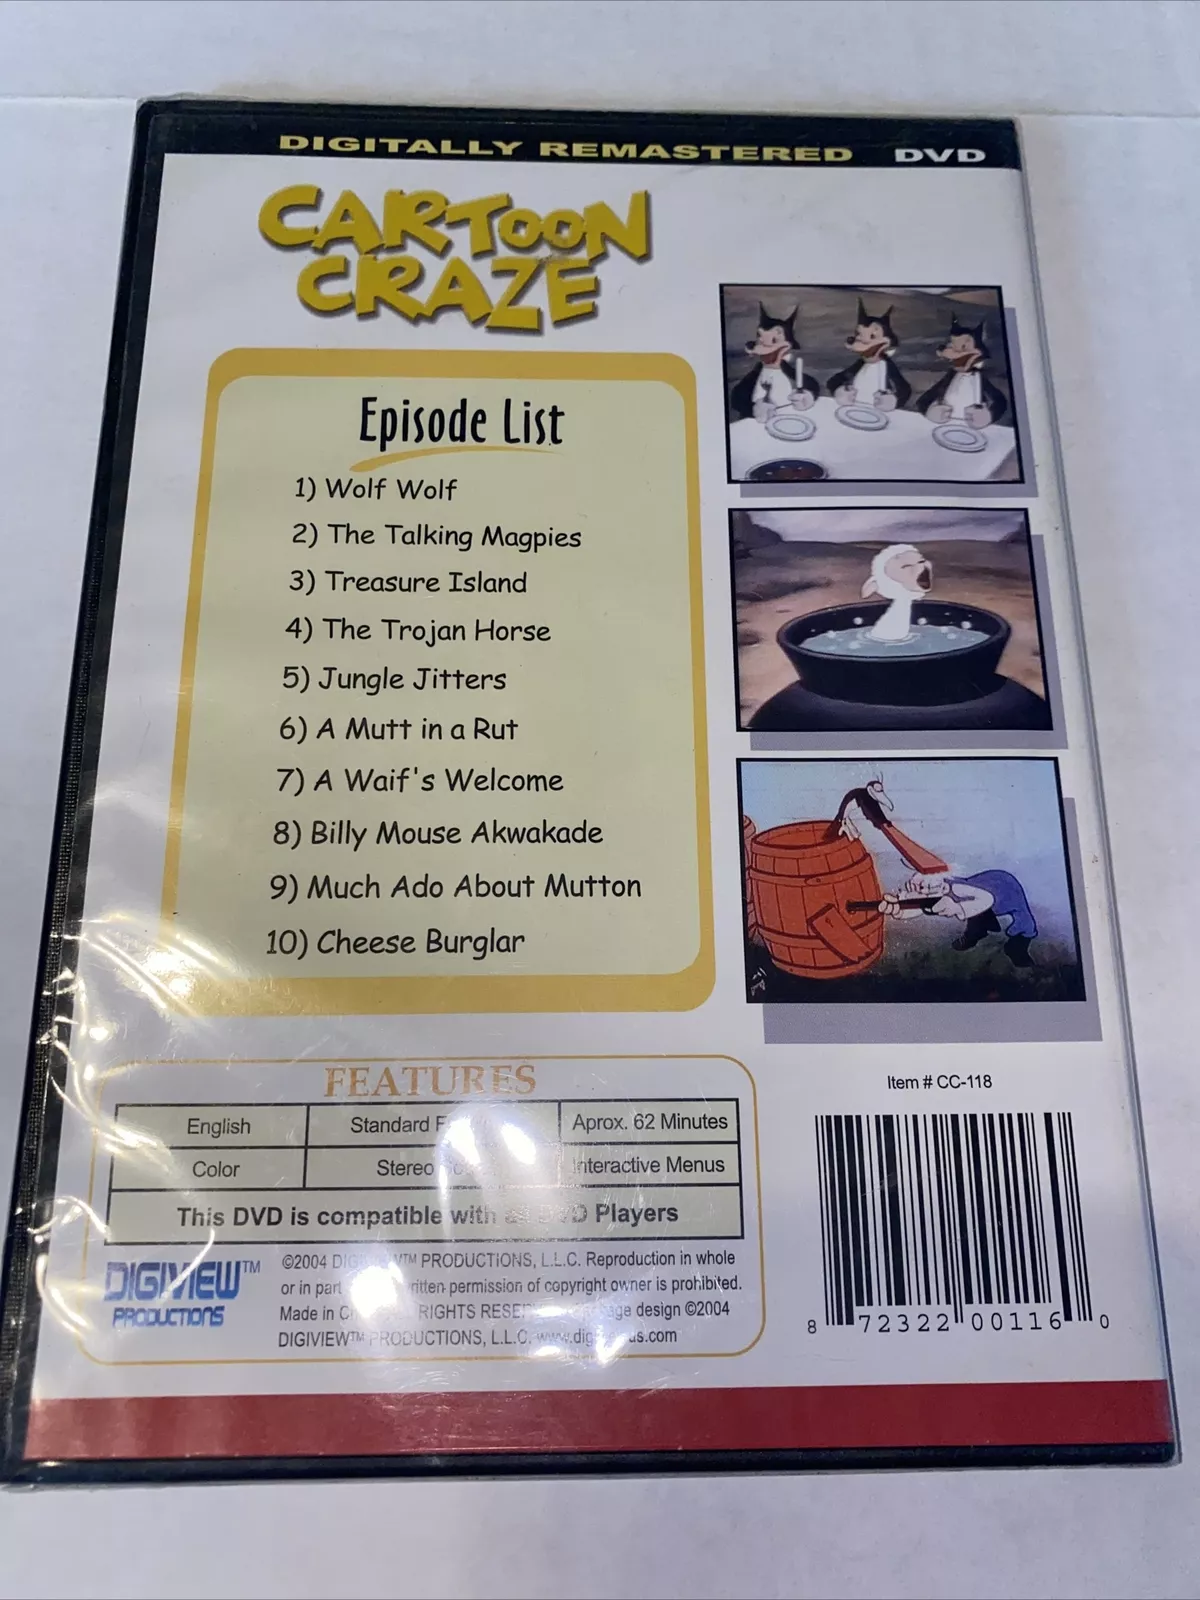 DIGITALLY REMASTERED DVD
CARTOON
CRAZE
Episode List
1) Wolf Wolf
2) The Talking Magpies
3) Treasure Island
4) The Trojan Horse
5) Jungle Jitters
6) A Mutt in a Rut
7) A Waif's Welcome
8) Billy Mouse Akwakade
9) Much Ado About Mutton
10) Cheese Burglar
FEATURES
English Standard Aprox. 62 Minutes
Color Stereo Interactive Menus
This DVD is compatible with all DVD Players
DIGIVIEW™
PRODUCTIONS
©2004 DIGIVIEW™ PRODUCTIONS, L.L.C. Reproduction in whole
or in part written permission of copyright owner is prohibited.
Made in RIGHTS design ©2004
DIGIVIEW™ PRODUCTIONS, L.L.C.
Item # CC-118
8 72322 00116 0